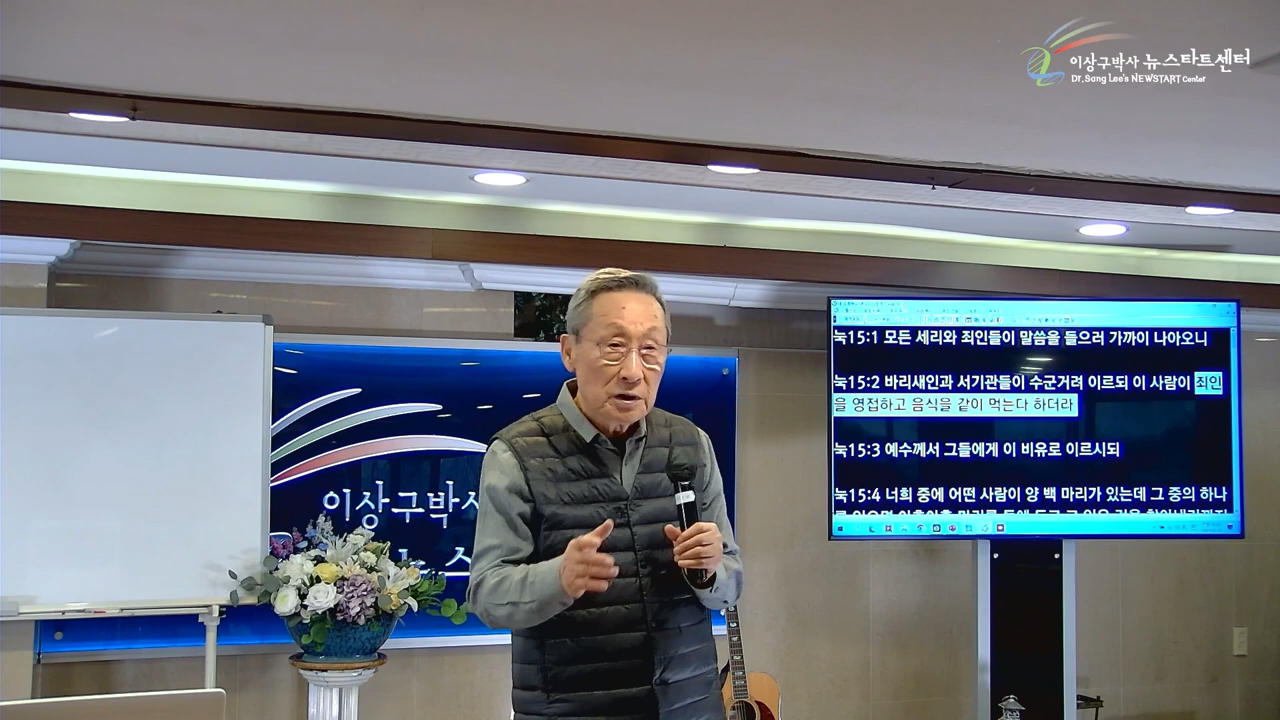 이상구박사 뉴스타트센터
Dr. Sang Lee's NEWSTART Center
이상구박사
눅15:1 모든 세리와 죄인들이 말씀을 들으러 가까이 나아오니
눅15:2 바리새인과 서기관들이 수군거려 이르되 이 사람이 죄인
을 영접하고 음식을 같이 먹는다 하더라
눅15:3 예수께서 그들에게 이 비유로 이르시되
눅15:4 너희 중에 어떤 사람이 양 백 마리가 있는데 그 중의 하나